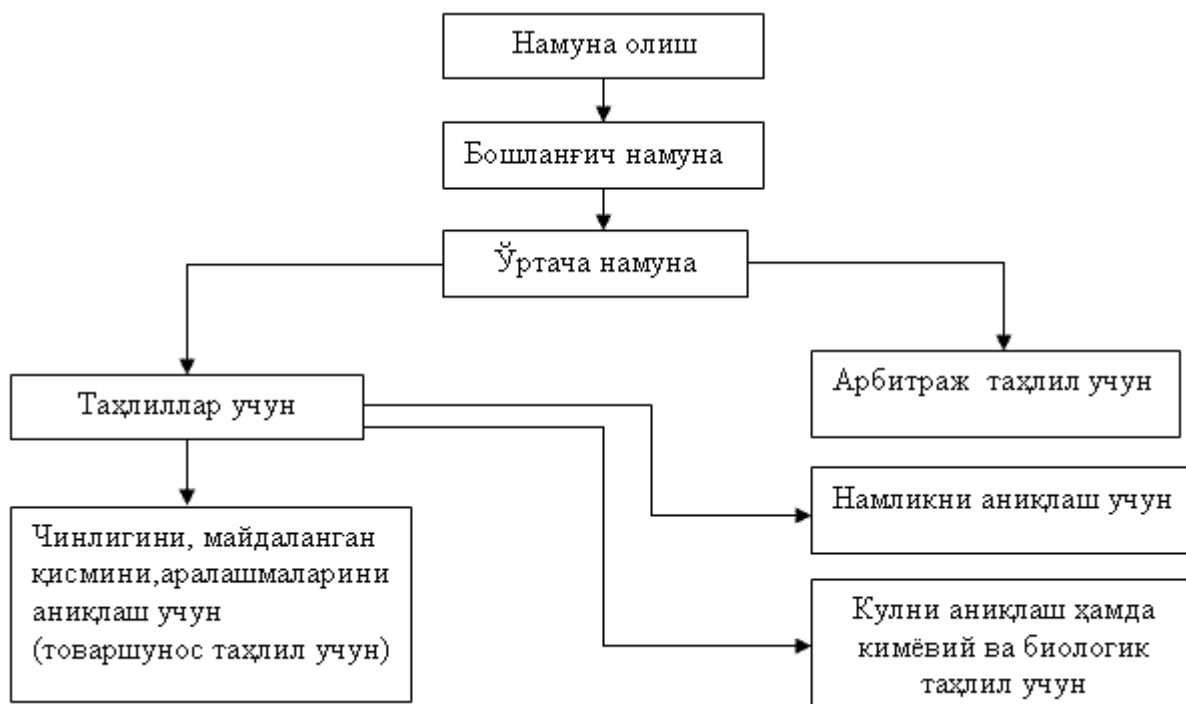 Намуна олиш
Бошланғич намуна
Ўртача намуна
Арбитраж таҳлил учун
Таҳлиллар учун
Намликни аниқлаш учун
Чинлигини, майдаланган
қисмини,аралашмаларини
аниқлаш учун
(товаршунос таҳлил учун)
Кулни аниқлаш ҳамда
кимёвий ва биологик
таҳлил учун